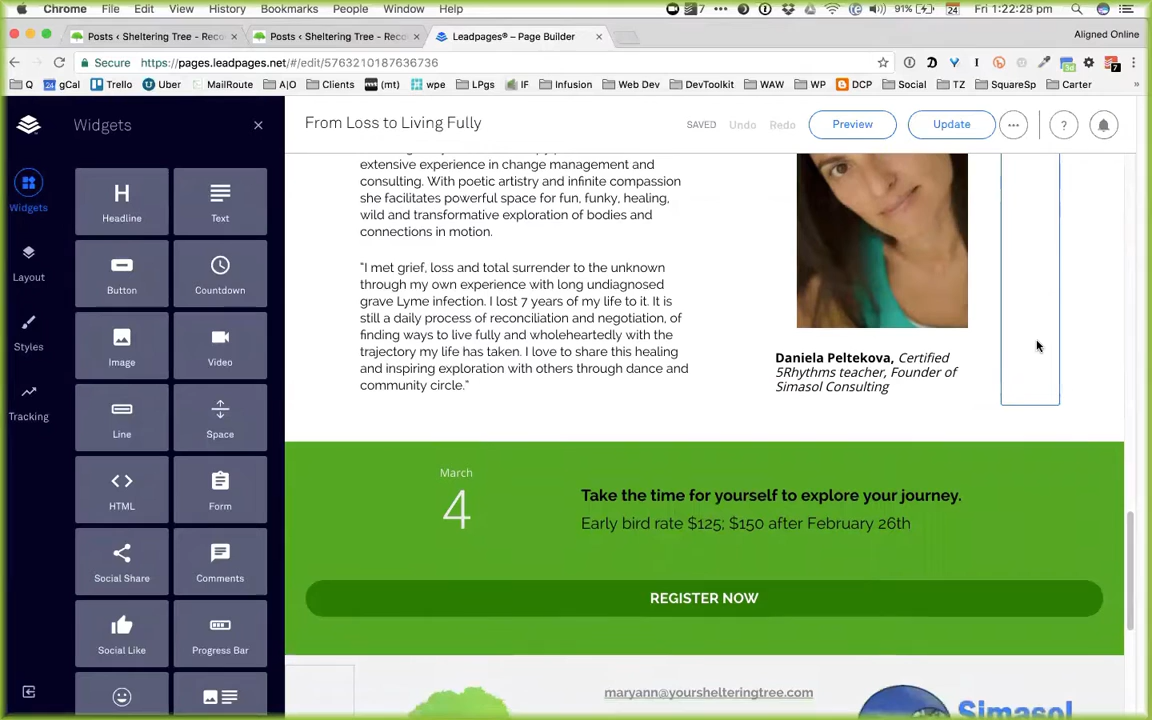 Chrome File Edit View History Bookmarks People Window Help 7 24 91% Fri 1:22:28 pm
Posts ‹ Sheltering Tree - Reco × Posts ‹ Sheltering Tree - Reco × Leadpages® – Page Builder × Aligned Online
Secure https://pages.leadpages.net/#/edit/5763210187636736 7
Q gCal Trello Uber MailRoute A|O Clients (mt) wpe LPgs IF Infusion Web Dev DevToolkit WAW WP DCP Social TZ SquareSp Carter
Widgets × From Loss to Living Fully SAVED Undo Redo Preview Update ?
Widgets
Layout
Styles
Tracking
Headline Text
Button Countdown
Image Video
Line Space
HTML Form
Social Share Comments
Social Like Progress Bar
extensive experience in change management and
consulting. With poetic artistry and infinite compassion
she facilitates powerful space for fun, funky, healing,
wild and transformative exploration of bodies and
connections in motion.
“I met grief, loss and total surrender to the unknown
through my own experience with long undiagnosed
grave Lyme infection. I lost 7 years of my life to it. It is
still a daily process of reconciliation and negotiation, of
finding ways to live fully and wholeheartedly with the
trajectory my life has taken. I love to share this healing
and inspiring exploration with others through dance and
community circle.”
Daniela Peltekova, Certified
5Rhythms teacher, Founder of
Simasol Consulting
March
4
Take the time for yourself to explore your journey.
Early bird rate $125; $150 after February 26th
REGISTER NOW
maryann@yourshelteringtree.com
Simasol